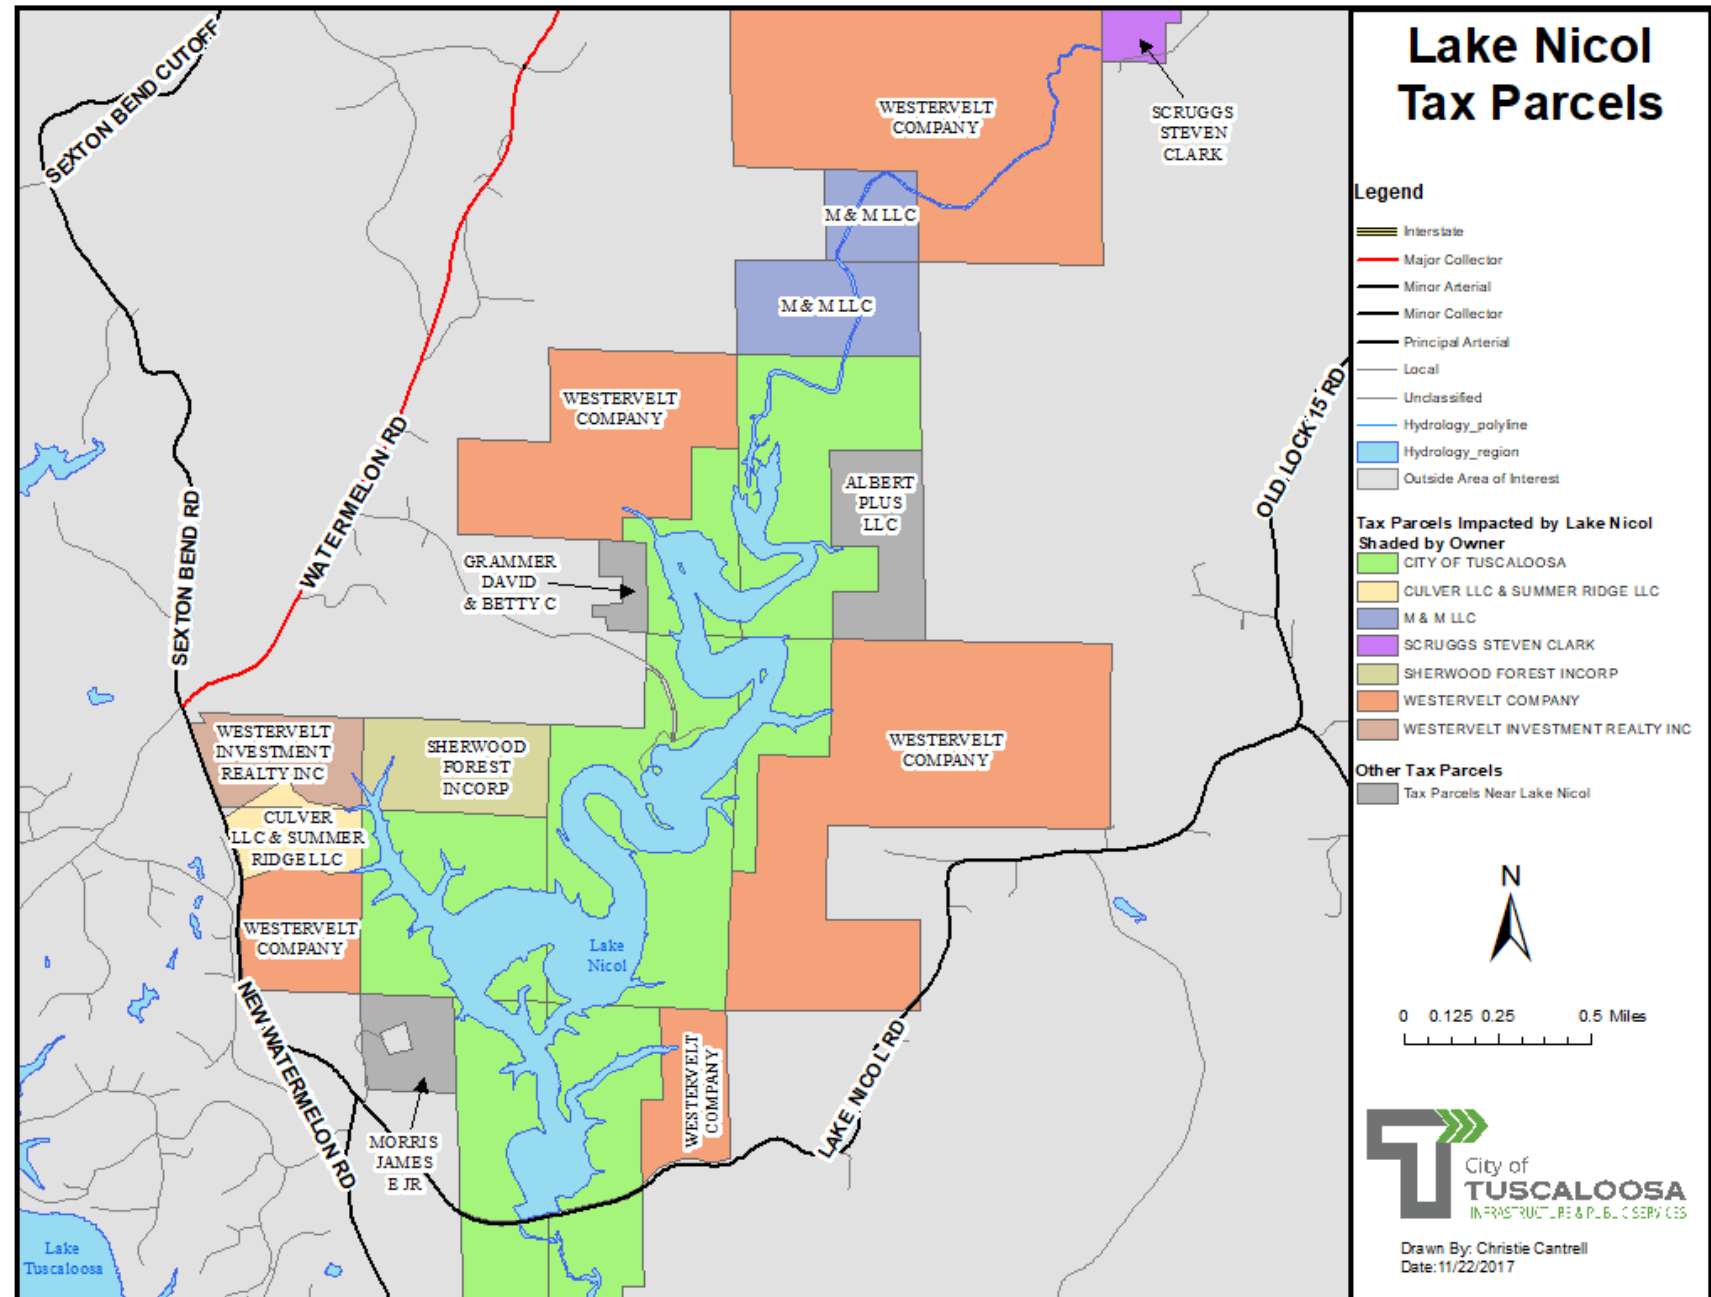 Lake Nicol
Tax Parcels
Legend
Interstate
Major Collector
Minor Arterial
Minor Collector
Principal Arterial
Local
Unclassified
Hydrology_polyline
Hydrology_region
Outside Area of Interest
Tax Parcels Impacted by Lake Nicol
Shaded by Owner
CITY OF TUSCALOOSA
CULVER LLC & SUMMER RIDGE LLC
M & M LLC
SCRUGGS STEVEN CLARK
SHERWOOD FOREST INCORP
WESTERVELT COMPANY
WESTERVELT INVESTMENT REALTY INC
Other Tax Parcels
Tax Parcels Near Lake Nicol
N
0 0.125 0.25 0.5 Miles
City of
TUSCALOOSA
INFRASTRUCTURE & PUBLIC SERVICES
Drawn By: Christie Cantrell
Date:11/22/2017
SEXTON BEND CUTOFF
WESTERVELT
COMPANY
SCRUGGS
STEVEN
CLARK
M & M LLC
M & M LLC
WESTERVELT
COMPANY
WATERMELON RD
SEXTON BEND RD
OLD LOCK 15 RD
ALBERT
PLUS
LLC
GRAMMER
DAVID
& BETTY C
WESTERVELT
INVESTMENT
REALTY INC
SHERWOOD
FOREST
INCORP
WESTERVELT
COMPANY
CULVER
LLC & SUMMER
RIDGE LLC
WESTERVELT
COMPANY
Lake
Nicol
NEW WATERMELON RD
WESTERVELT
COMPANY
LAKE NICOL RD
MORRIS
JAMES
E JR
Lake
Tuscaloosa